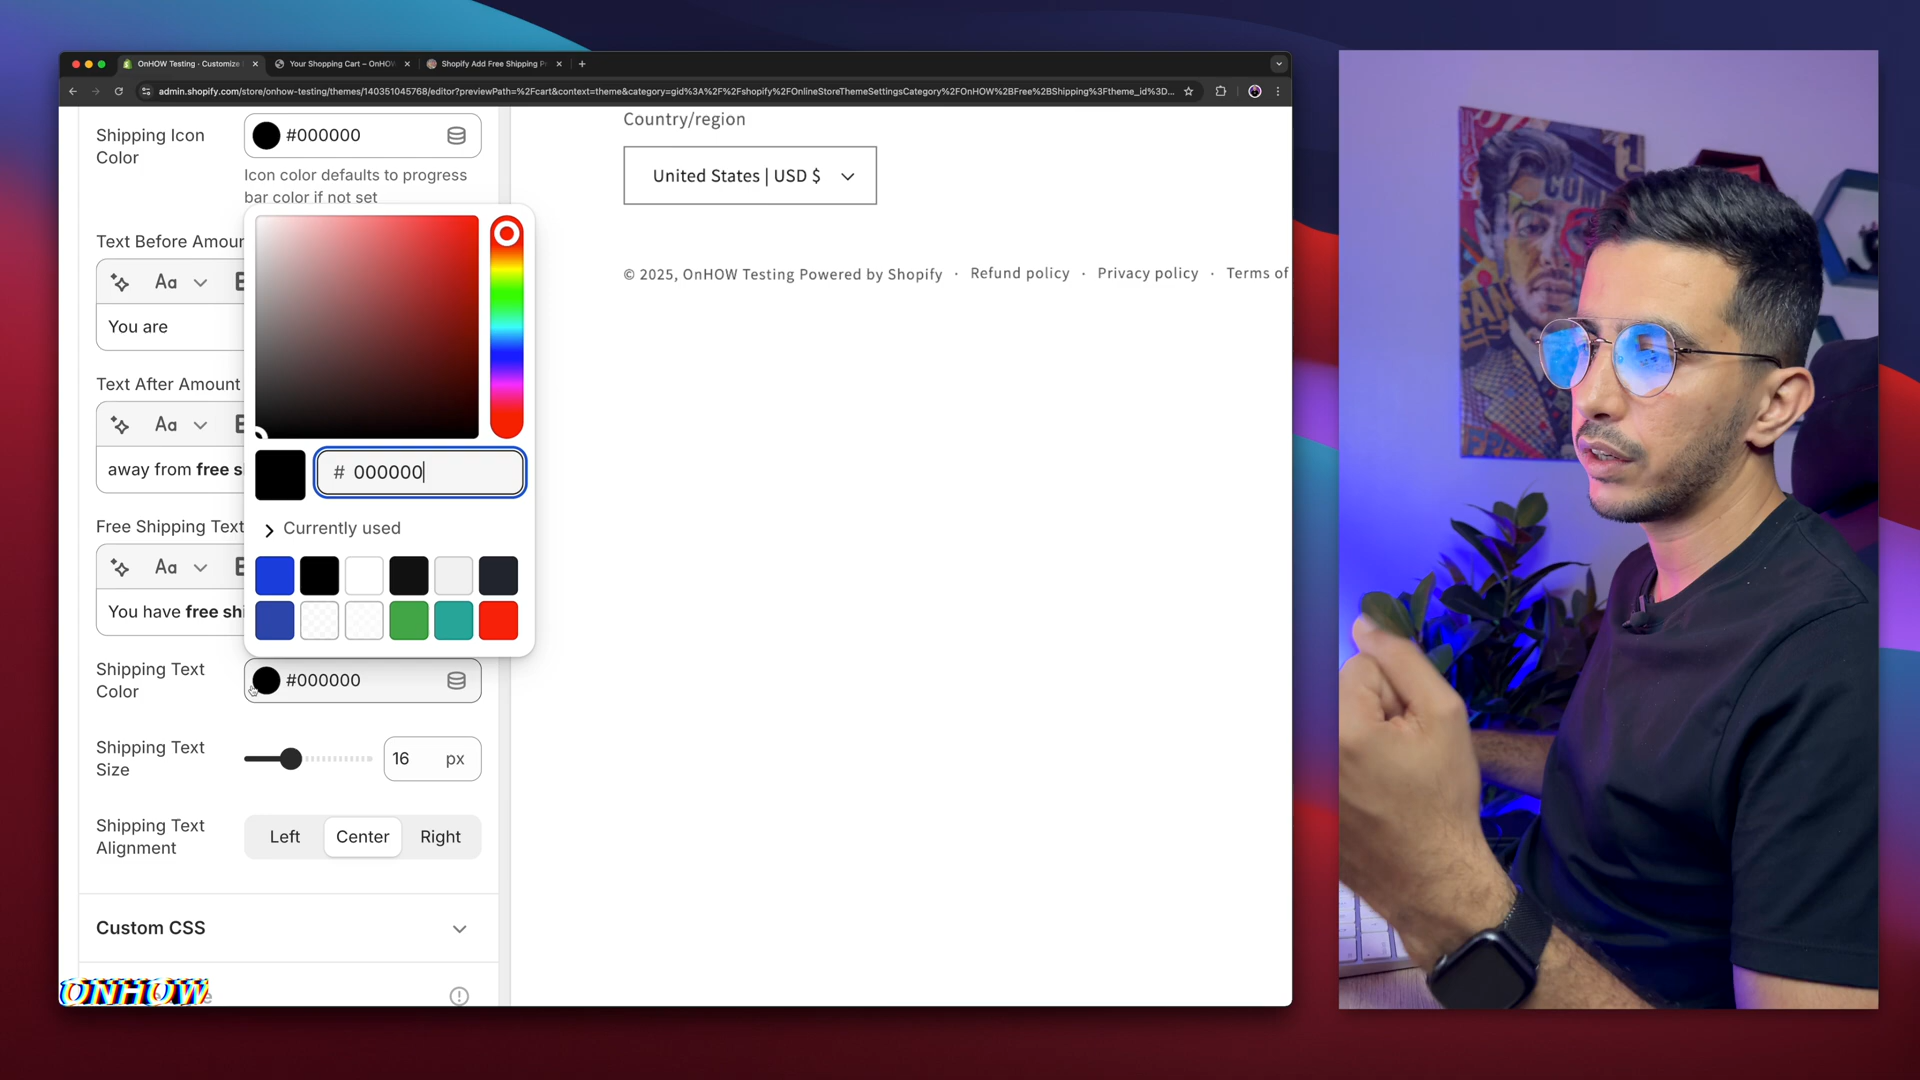 OnHOW Testing · Customize
Your Shopping Cart – OnHOW
Shopify Add Free Shipping P
admin.shopify.com/store/onhow-testing/themes/140351045768/editor?previewPath=%2Fcart&context=theme&category=gid%3A%2F%2Fshopify%2FOnlineStoreThemeSettingsCategory%2FOnHOW%2BFree%2BShipping%3Ftheme_id%3D...
Shipping Icon
Color
#000000
Icon color defaults to progress
bar color if not set
Text Before Amoun
Aa
You are
Text After Amount
Aa
away from free s
Free Shipping Text
Aa
You have free shi
# 000000
Currently used
Shipping Text
Color
#000000
Shipping Text
Size
16 px
Shipping Text
Alignment
Left
Center
Right
Custom CSS
ONHOW
Country/region
United States | USD $
© 2025, OnHOW Testing Powered by Shopify · Refund policy · Privacy policy · Terms of